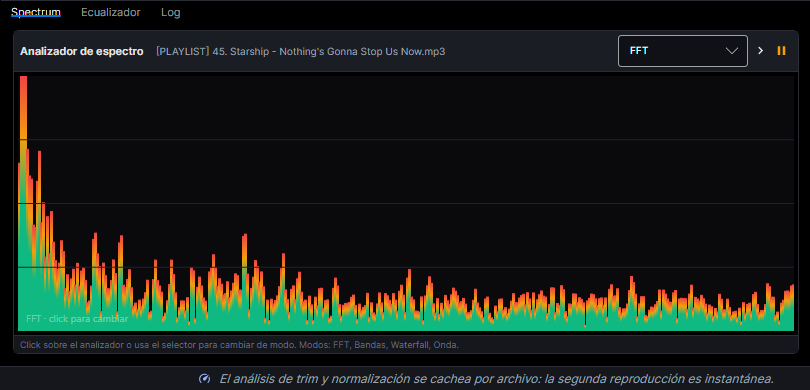 Spectrum Ecualizador Log
Analizador de espectro [PLAYLIST] 45. Starship - Nothing's Gonna Stop Us Now.mp3 FFT
FFT · click para cambiar
Click sobre el analizador o usa el selector para cambiar de modo. Modos: FFT, Bandas, Waterfall, Onda.
El análisis de trim y normalización se cachea por archivo: la segunda reproducción es instantánea.